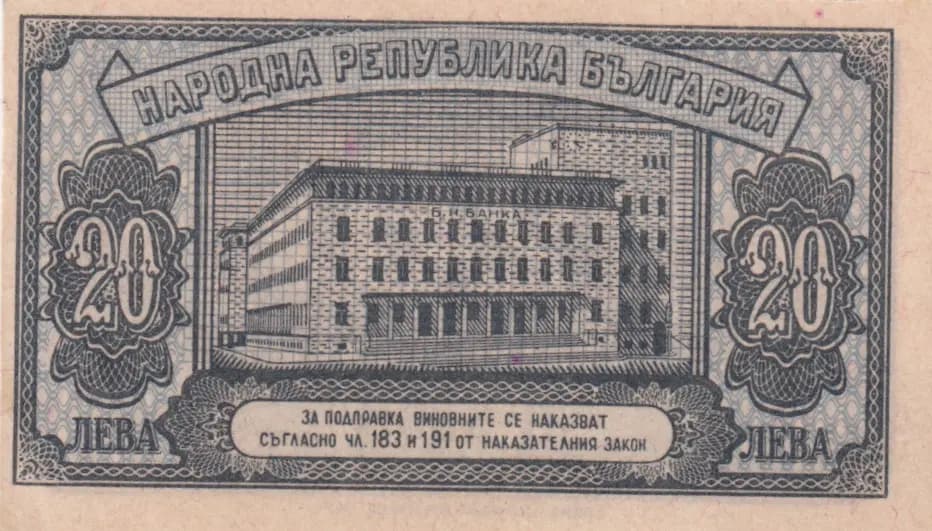 НАРОДНА РЕПУБЛИКА БЪЛГАРИЯ
Б. Н. БАНКА
20
20
ЛЕВА
ЛЕВА
ЗА ПОДПРАВКА ВИНОВНИТЕ СЕ НАКАЗВАТ
СЪГЛАСНО ЧЛ. 183 И 191 ОТ НАКАЗАТЕЛНИЯ ЗАКОН